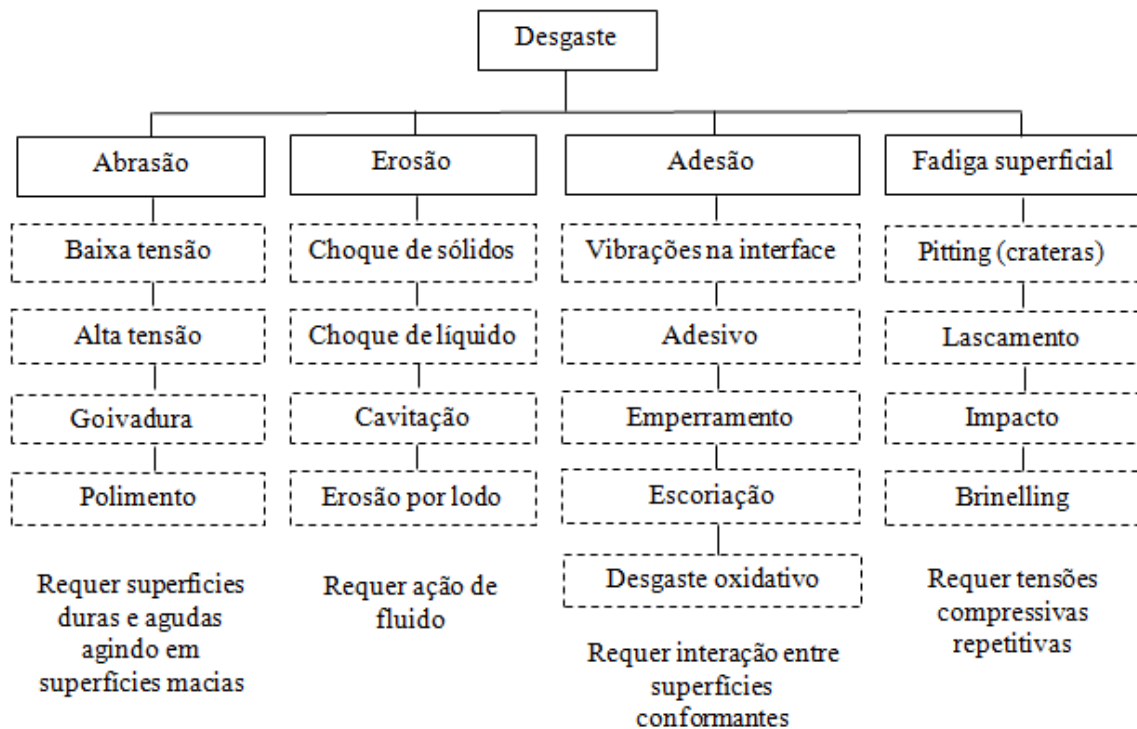 Desgaste
Abrasão
Baixa tensão
Alta tensão
Goivadura
Polimento
Requer superficies
duras e agudas
agindo em
superfícies macias
Erosão
Choque de sólidos
Choque de líquido
Cavitação
Erosão por lodo
Requer ação de
fluido
Adesão
Vibrações na interface
Adesivo
Emperramento
Escoriação
Desgaste oxidativo
Requer interação entre
superfícies
conformantes
Fadiga superficial
Pitting (crateras)
Lascamento
Impacto
Brinelling
Requer tensões
compressivas
repetitivas